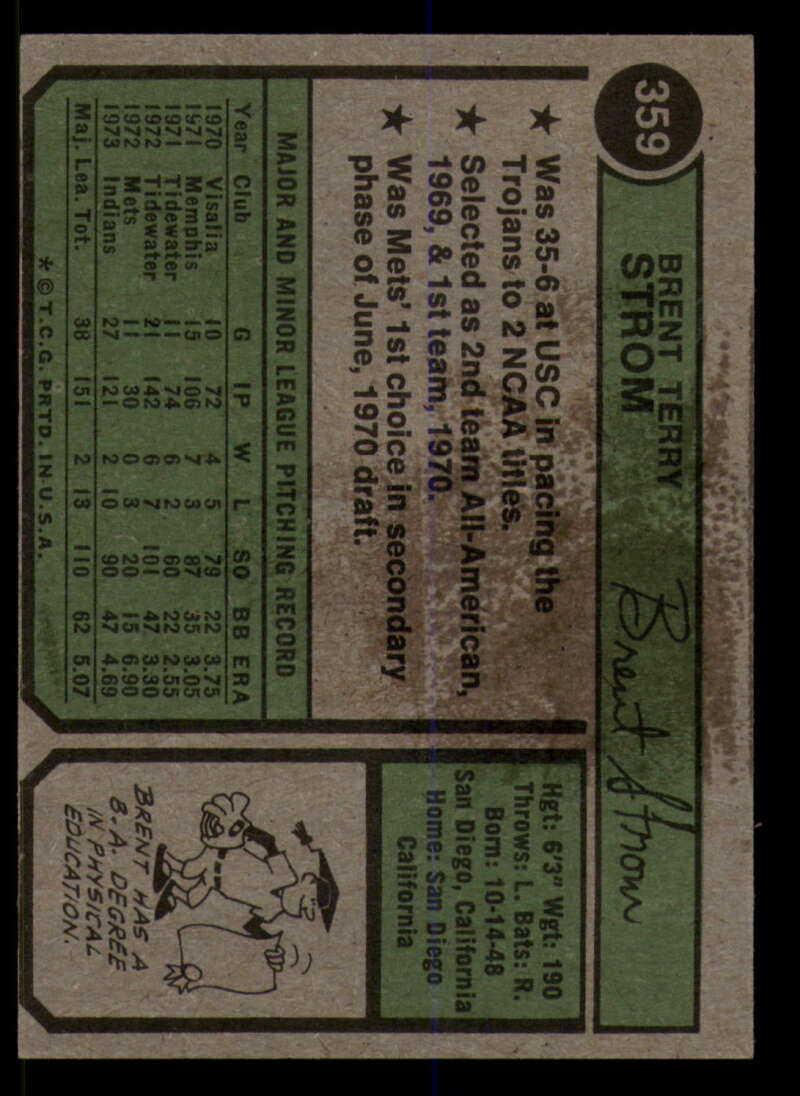 359
BRENT TERRY
STROM
Brent Strom
★ Was 35-6 at USC in pacing the
Trojans to 2 NCAA titles.
★ Selected as 2nd team All-American,
1969, & 1st team, 1970.
★ Was Mets' 1st choice in secondary
phase of June, 1970 draft.
Hgt: 6'3" Wgt: 190
Throws: L. Bats: R.
Born: 10-14-48
San Diego, California
Home: San Diego
California
MAJOR AND MINOR LEAGUE PITCHING RECORD
Year Club G IP W L SO BB ERA
1970 Visalia 10 72 4 5 79 22 3.75
1971 Memphis 15 106 7 3 87 35 3.05
1971 Tidewater 11 74 6 2 60 22 2.55
1972 Tidewater 21 142 6 7 101 47 3.30
1972 Mets 11 30 0 3 20 15 6.90
1973 Indians 27 121 2 10 90 47 4.69
Maj. Lea. Tot. 38 151 2 13 110 62 5.07
* © T.C.G. PRTD. IN U.S.A.
BRENT HAS A
B.A. DEGREE
IN PHYSICAL
EDUCATION.